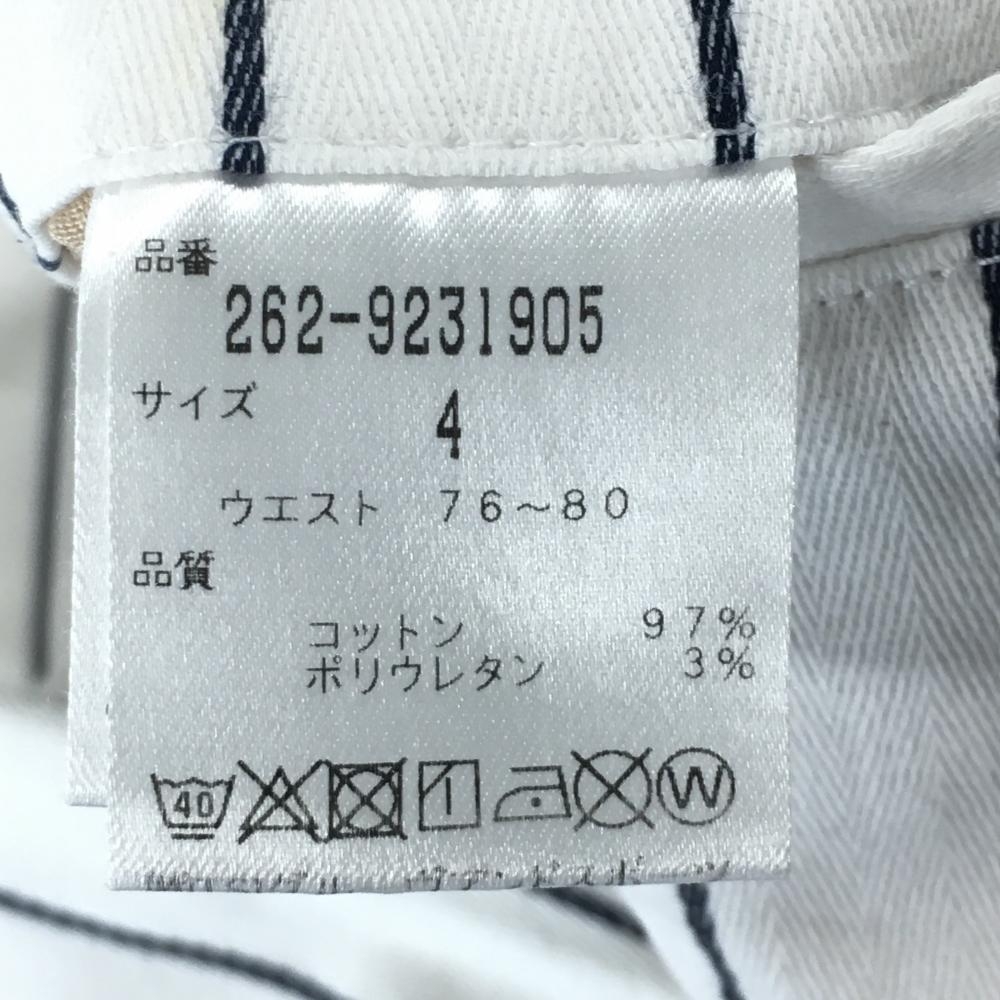 品番
262-9231905
サイズ 4
ウエスト 76～80
品質
コットン 97%
ポリウレタン 3%
40 W